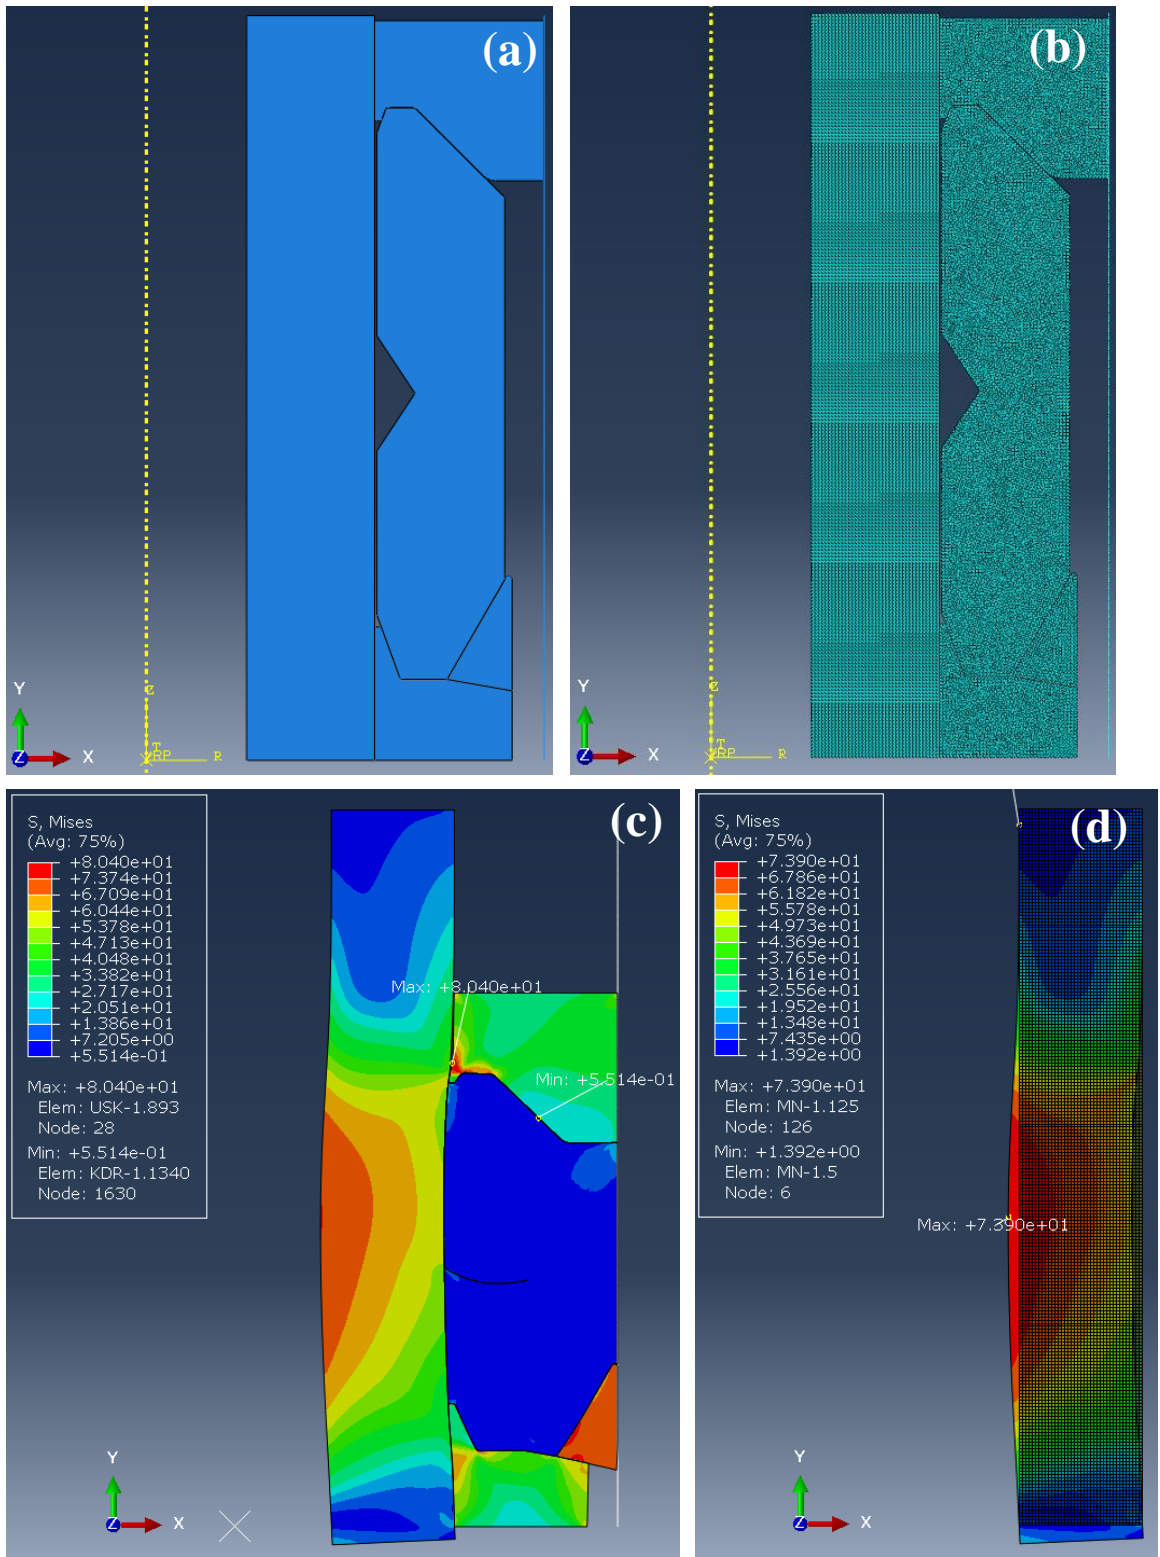 (a)
Y
Z
X
Z
T
RP
R
(b)
Y
Z
X
Z
T
RP
R
(c)
S, Mises
(Avg: 75%)
+8.040e+01
+7.374e+01
+6.709e+01
+6.044e+01
+5.378e+01
+4.713e+01
+4.048e+01
+3.382e+01
+2.717e+01
+2.051e+01
+1.386e+01
+7.205e+00
+5.514e-01
Max: +8.040e+01
Elem: USK-1.893
Node: 28
Min: +5.514e-01
Elem: KDR-1.1340
Node: 1630
Max: +8.040e+01
Min: +5.514e-01
Y
Z
X
(d)
S, Mises
(Avg: 75%)
+7.390e+01
+6.786e+01
+6.182e+01
+5.578e+01
+4.973e+01
+4.369e+01
+3.765e+01
+3.161e+01
+2.556e+01
+1.952e+01
+1.348e+01
+7.435e+00
+1.392e+00
Max: +7.390e+01
Elem: MN-1.125
Node: 126
Min: +1.392e+00
Elem: MN-1.5
Node: 6
Max: +7.390e+01
Y
Z
X